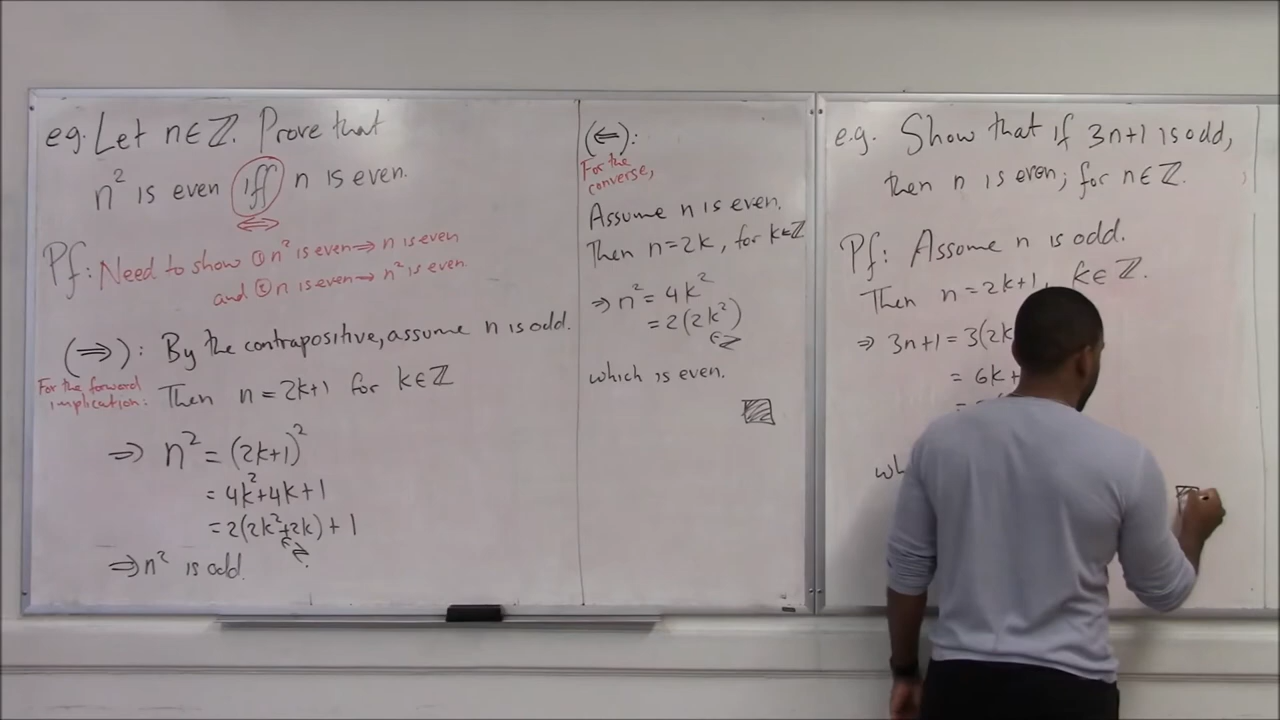 e.g. Let n∈ℤ. Prove that
n² is even iff n is even.
⟺
Pf: Need to show ① n² is even ⟹ n is even
and ② n is even ⟹ n² is even.
(⟹): By the contrapositive, assume n is odd.
For the forward
implication: Then n = 2k+1 for k∈ℤ
⟹ n² = (2k+1)²
= 4k²+4k+1
= 2(2k²+2k) + 1
∈ℤ
⟹ n² is odd.
(⟸):
For the
converse,
Assume n is even.
Then n=2k, for k∈ℤ
⟹ n² = 4k²
= 2(2k²)
∈ℤ
which is even.
e.g. Show that if 3n+1 is odd,
then n is even, for n∈ℤ.
Pf: Assume n is odd.
Then n = 2k+1, k∈ℤ.
⟹ 3n+1 = 3(2k
= 6k+
=